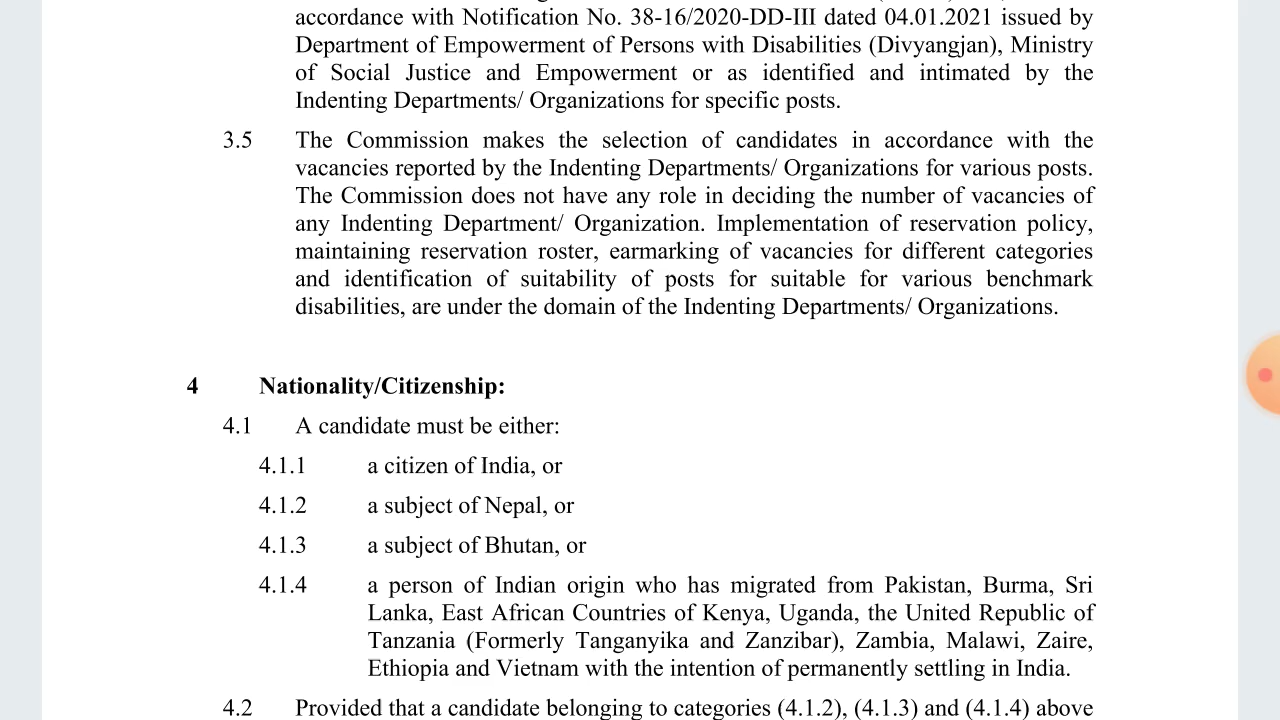 accordance with Notification No. 38-16/2020-DD-III dated 04.01.2021 issued by
Department of Empowerment of Persons with Disabilities (Divyangjan), Ministry
of Social Justice and Empowerment or as identified and intimated by the
Indenting Departments/ Organizations for specific posts.
3.5 The Commission makes the selection of candidates in accordance with the
vacancies reported by the Indenting Departments/ Organizations for various posts.
The Commission does not have any role in deciding the number of vacancies of
any Indenting Department/ Organization. Implementation of reservation policy,
maintaining reservation roster, earmarking of vacancies for different categories
and identification of suitability of posts for suitable for various benchmark
disabilities, are under the domain of the Indenting Departments/ Organizations.
4 Nationality/Citizenship:
4.1 A candidate must be either:
4.1.1 a citizen of India, or
4.1.2 a subject of Nepal, or
4.1.3 a subject of Bhutan, or
4.1.4 a person of Indian origin who has migrated from Pakistan, Burma, Sri
Lanka, East African Countries of Kenya, Uganda, the United Republic of
Tanzania (Formerly Tanganyika and Zanzibar), Zambia, Malawi, Zaire,
Ethiopia and Vietnam with the intention of permanently settling in India.
4.2 Provided that a candidate belonging to categories (4.1.2), (4.1.3) and (4.1.4) above